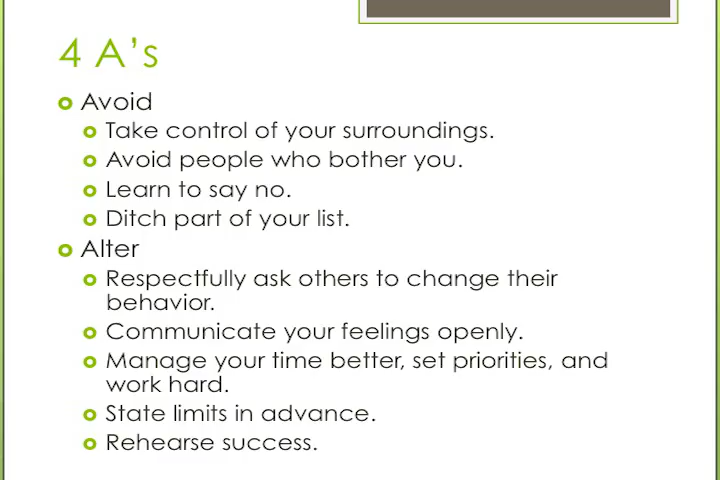 4 A’s
Avoid
Take control of your surroundings.
Avoid people who bother you.
Learn to say no.
Ditch part of your list.
Alter
Respectfully ask others to change their
behavior.
Communicate your feelings openly.
Manage your time better, set priorities, and
work hard.
State limits in advance.
Rehearse success.